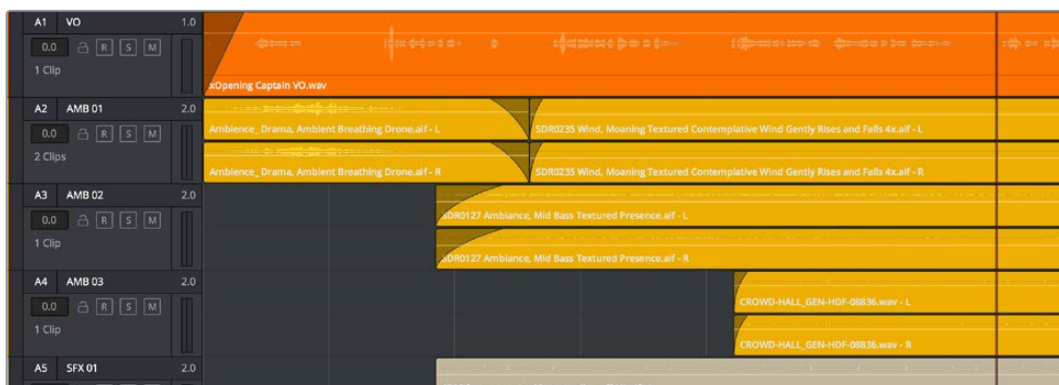 A1 VO 1.0
0.0 R S M
1 Clip
xOpening Captain VO.wav
A2 AMB 01 2.0
0.0 R S M
2 Clips
Ambience_Drama, Ambient Breathing Drone.aif - L
SDR0235 Wind, Moaning Textured Contemplative Wind Gently Rises and Falls 4x.aif - L
Ambience_Drama, Ambient Breathing Drone.aif - R
SDR0235 Wind, Moaning Textured Contemplative Wind Gently Rises and Falls 4x.aif - R
A3 AMB 02 2.0
0.0 R S M
1 Clip
SDR0127 Ambiance, Mid Bass Textured Presence.aif - L
SDR0127 Ambiance, Mid Bass Textured Presence.aif - R
A4 AMB 03 2.0
0.0 R S M
1 Clip
CROWD-HALL_GEN-HDF-08836.wav - L
CROWD-HALL_GEN-HDF-08836.wav - R
A5 SFX 01 2.0